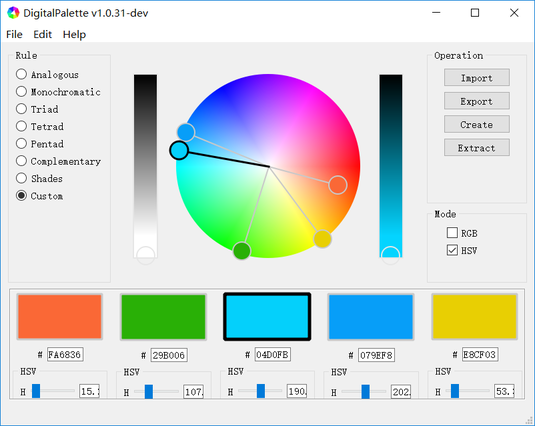 DigitalPalette v1.0.31-dev
File Edit Help
Rule
Analogous
Monochromatic
Triad
Tetrad
Pentad
Complementary
Shades
Custom
Operation
Import
Export
Create
Extract
Mode
RGB
HSV
# FA6836 # 29B006 # 04D0FB # 079EF8 # E8CF03
HSV HSV HSV HSV HSV
H 15. H 107. H 190. H 202. H 53.